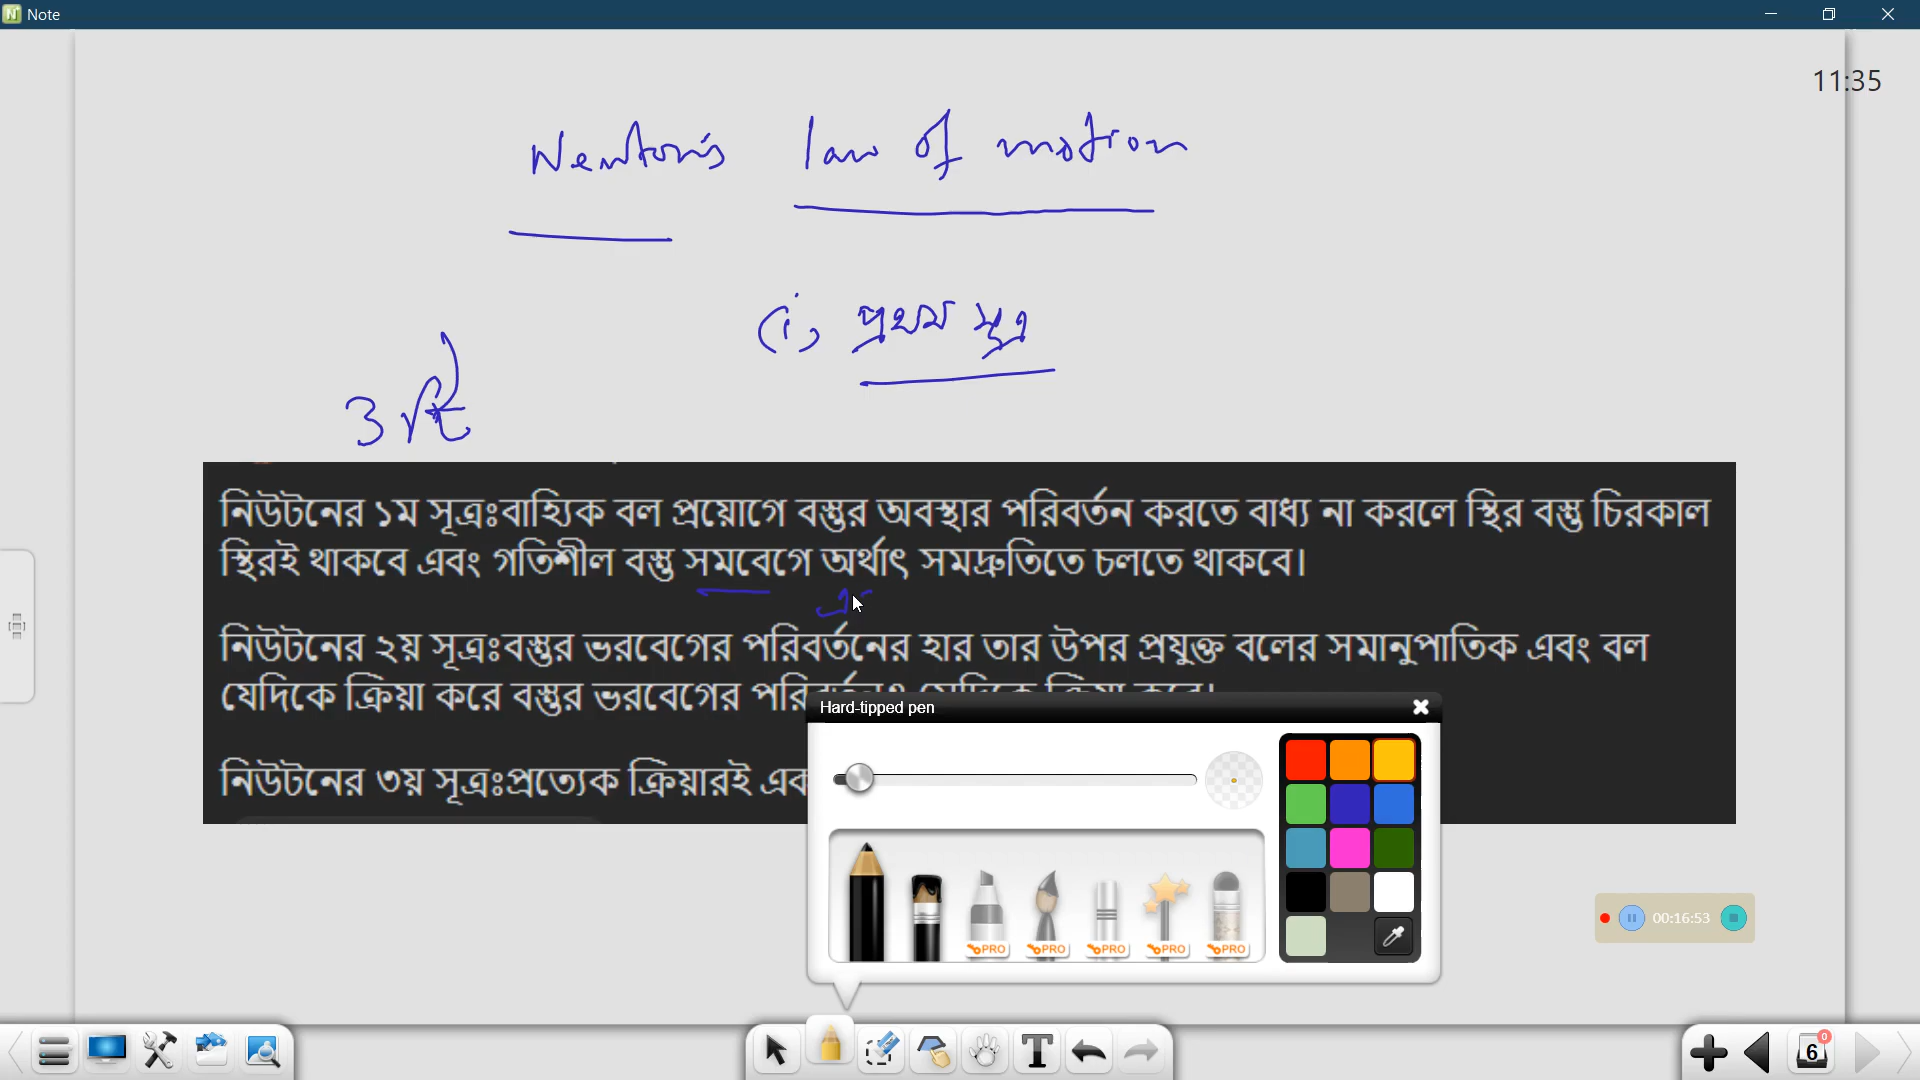 Note
11:35
Newton's law of motion
(i) প্রথম সূত্র
নিউটনের ১ম সূত্রঃবাহ্যিক বল প্রয়োগে বস্তুর অবস্থার পরিবর্তন করতে বাধ্য না করলে স্থির বস্তু চিরকাল
স্থিরই থাকবে এবং গতিশীল বস্তু সমবেগে অর্থাৎ সমদ্রুতিতে চলতে থাকবে।
নিউটনের ২য় সূত্রঃবস্তুর ভরবেগের পরিবর্তনের হার তার উপর প্রযুক্ত বলের সমানুপাতিক এবং বল
যেদিকে ক্রিয়া করে বস্তুর ভরবেগের
Hard-tipped pen
নিউটনের ৩য় সূত্রঃপ্রত্যেক ক্রিয়ারই
PRO PRO PRO PRO PRO
00:16:53
T
6
0